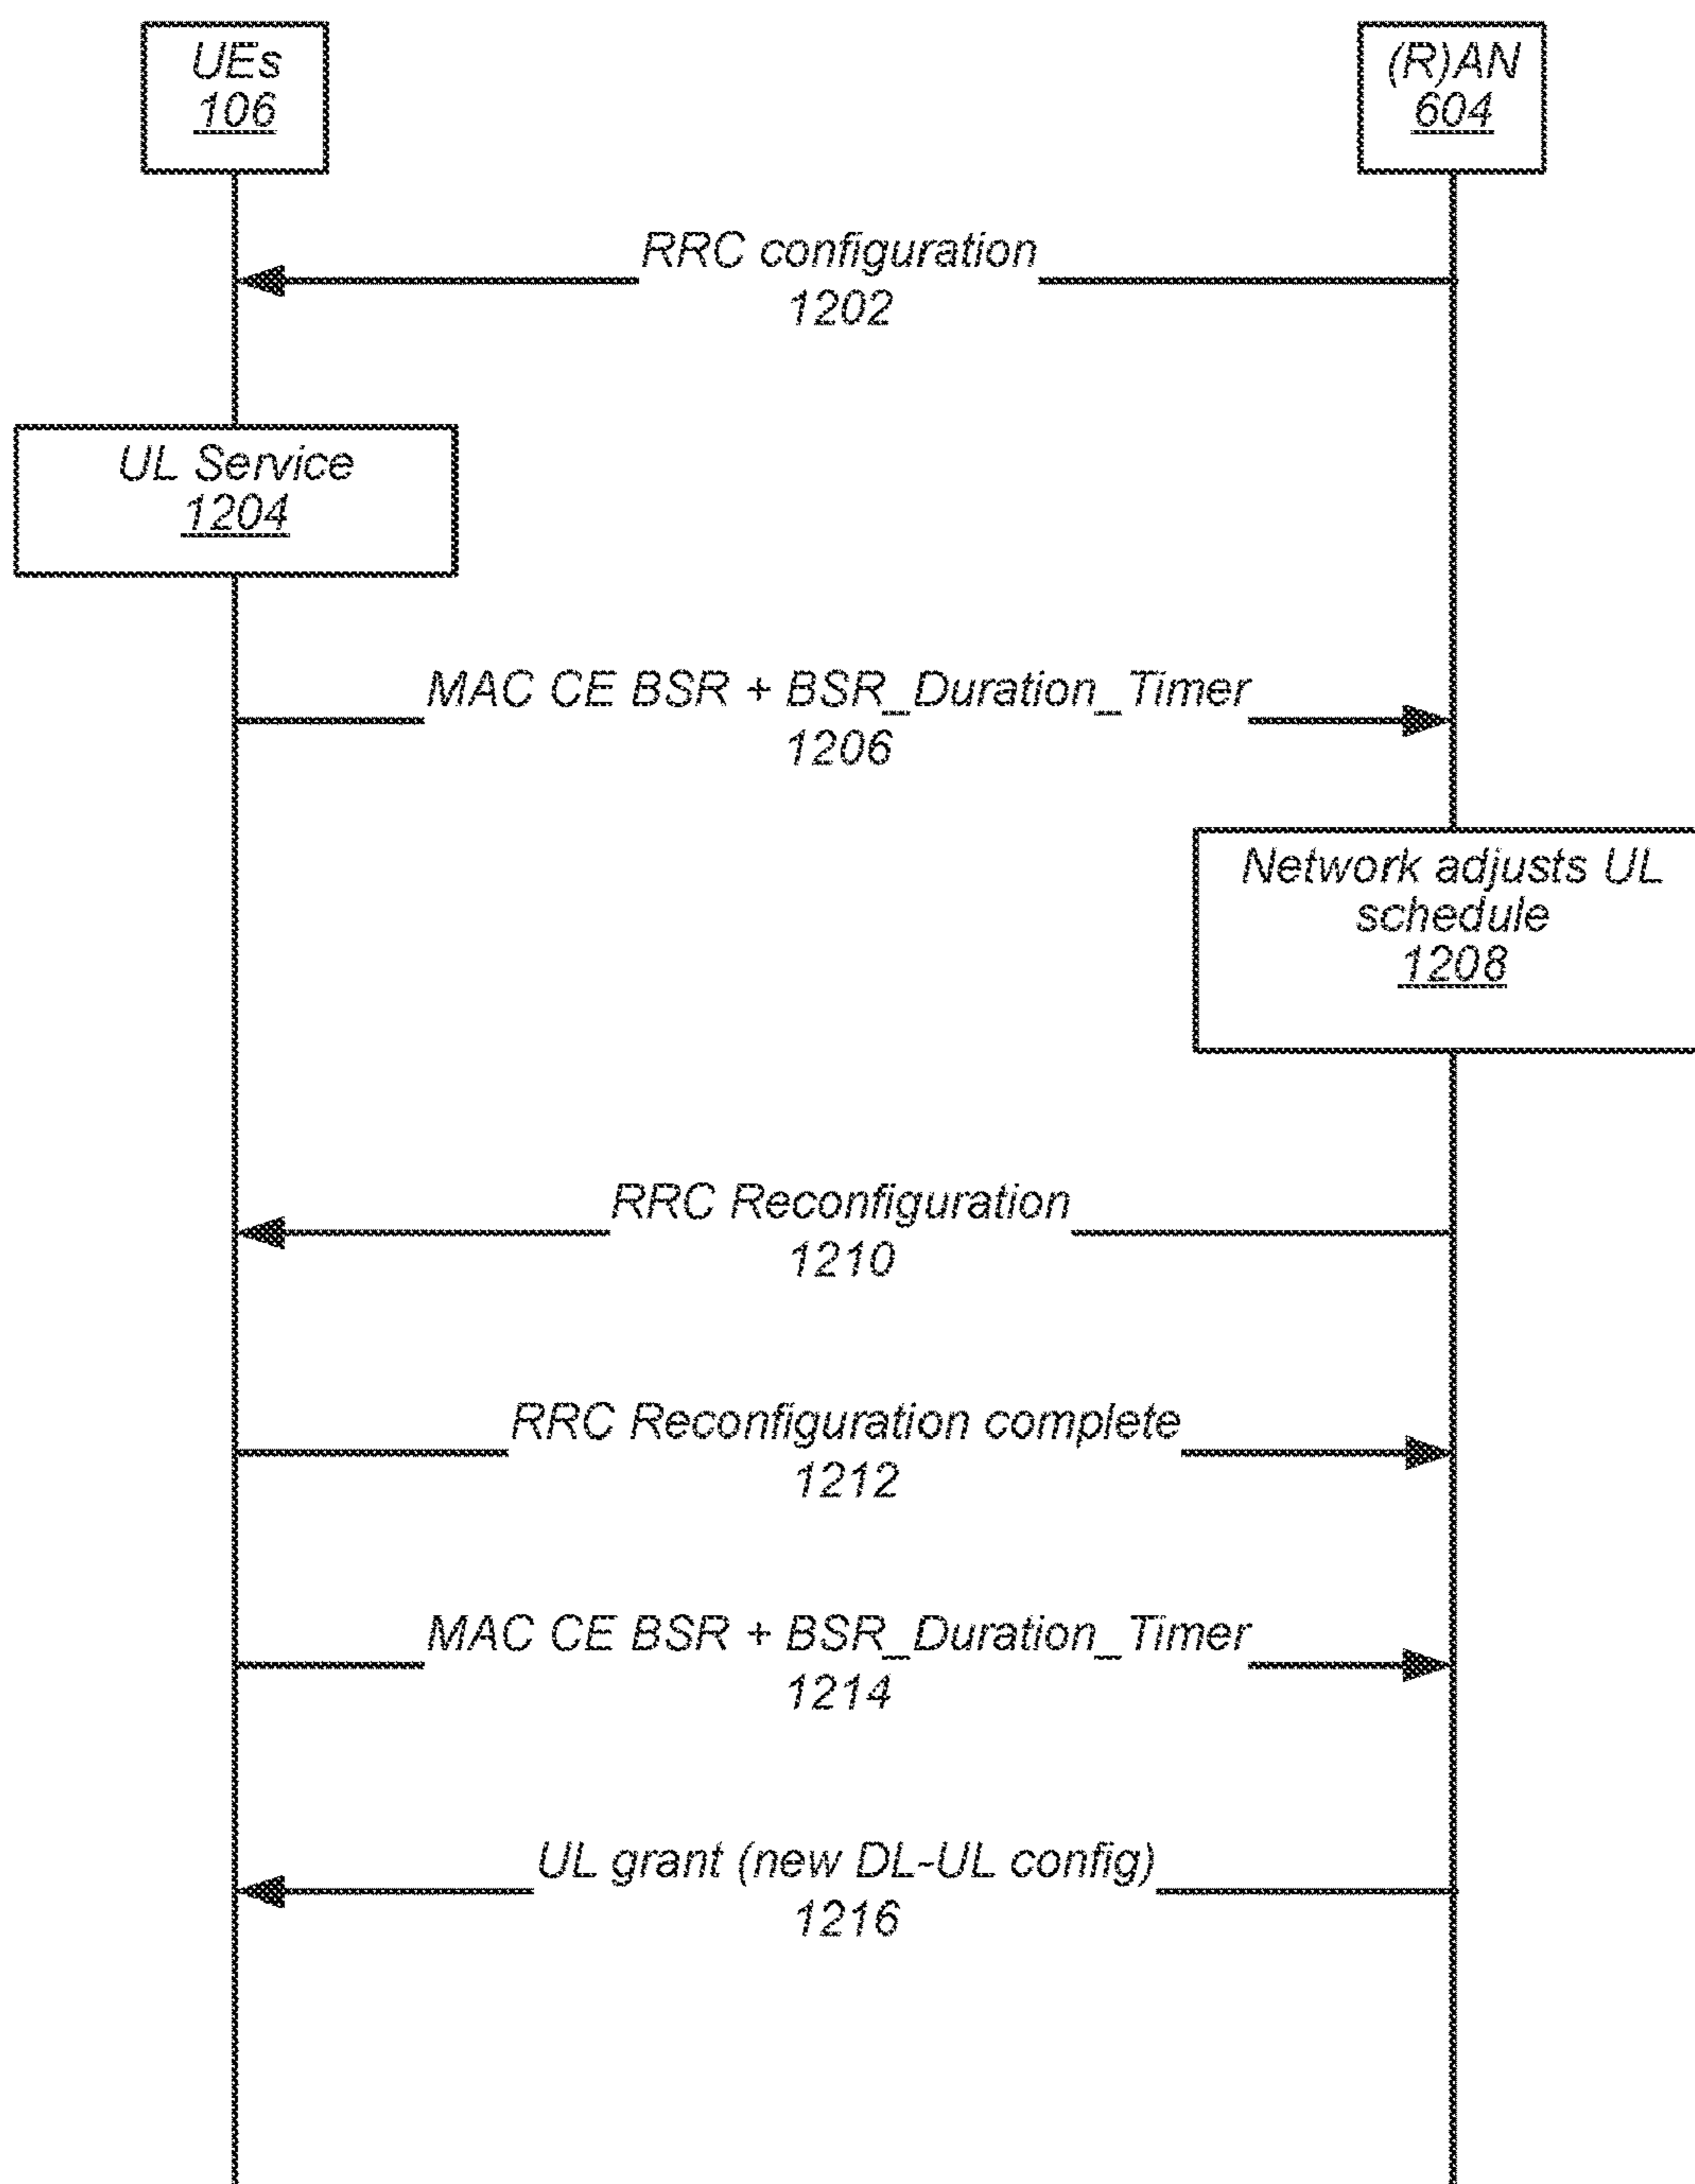 UEs
106
(R)AN
604
RRC configuration
1202
UL Service
1204
MAC CE BSR + BSR_Duration_Timer
1206
Network adjusts UL
schedule
1208
RRC Reconfiguration
1210
RRC Reconfiguration complete
1212
MAC CE BSR + BSR_Duration_Timer
1214
UL grant (new DL-UL config)
1216